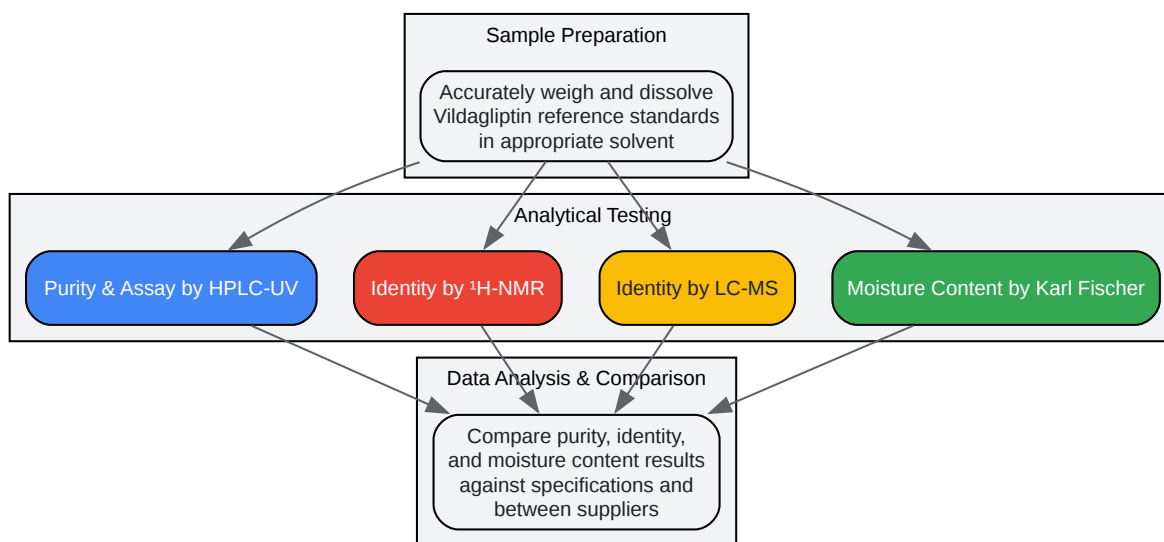 Sample Preparation
Accurately weigh and dissolve
Vildagliptin reference standards
in appropriate solvent
Analytical Testing
Purity & Assay by HPLC-UV
Identity by ¹H-NMR
Identity by LC-MS
Moisture Content by Karl Fischer
Data Analysis & Comparison
Compare purity, identity,
and moisture content results
against specifications and
between suppliers